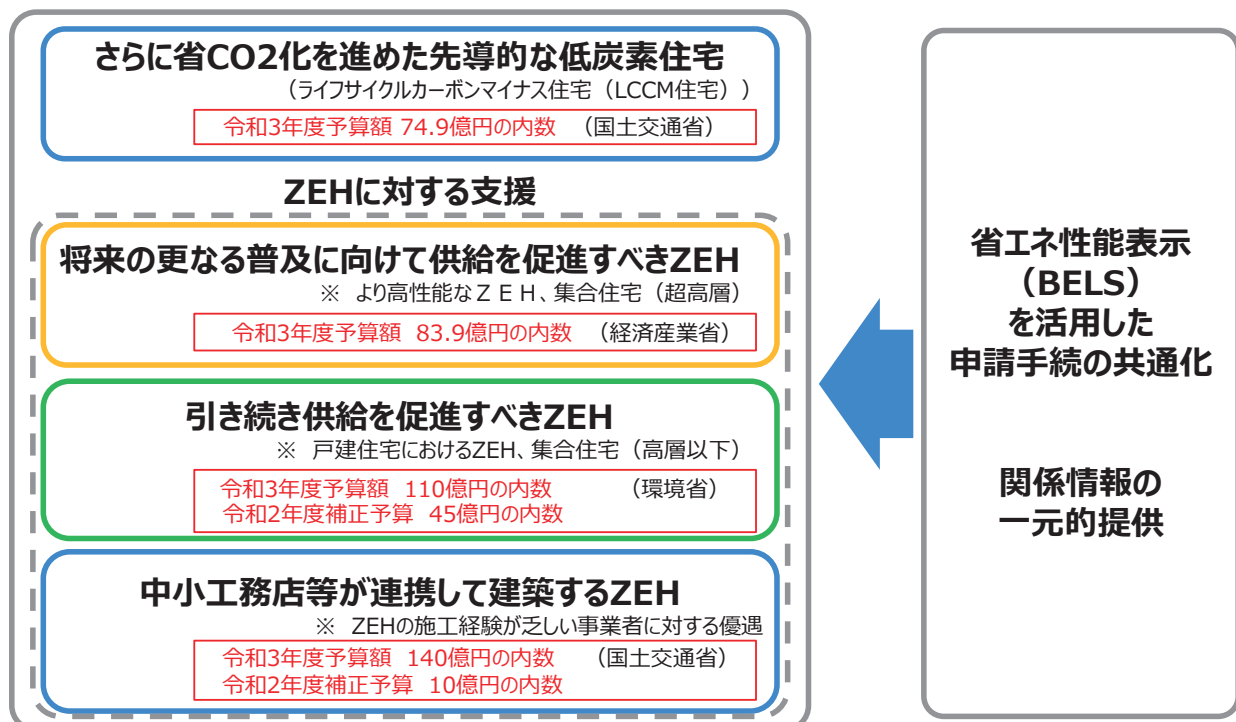 さらに省CO2化を進めた先導的な低炭素住宅
（ライフサイクルカーボンマイナス住宅（LCCM住宅））
令和3年度予算額 74.9億円の内数 （国土交通省）
ZEHに対する支援
将来の更なる普及に向けて供給を促進すべきZEH
※ より高性能なＺＥＨ、集合住宅（超高層）
令和3年度予算額 83.9億円の内数 （経済産業省）
引き続き供給を促進すべきZEH
※ 戸建住宅におけるZEH、集合住宅（高層以下）
令和3年度予算額 110億円の内数 （環境省）
令和2年度補正予算 45億円の内数
中小工務店等が連携して建築するZEH
※ ZEHの施工経験が乏しい事業者に対する優遇
令和3年度予算額 140億円の内数 （国土交通省）
令和2年度補正予算 10億円の内数
省エネ性能表示
（BELS）
を活用した
申請手続の共通化
関係情報の
一元的提供